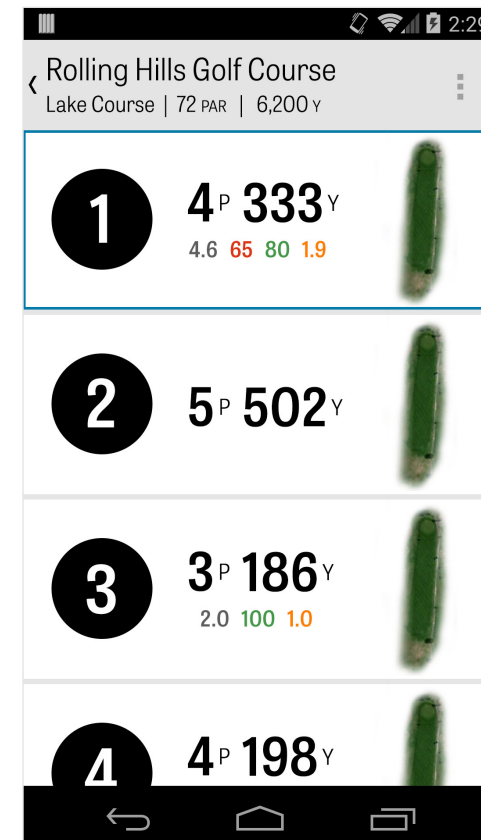 2:29
Rolling Hills Golf Course
Lake Course | 72 PAR | 6,200 Y
1
4 P 333 Y
4.6 65 80 1.9
2
5 P 502 Y
3
3 P 186 Y
2.0 100 1.0
4
4 P 198 Y